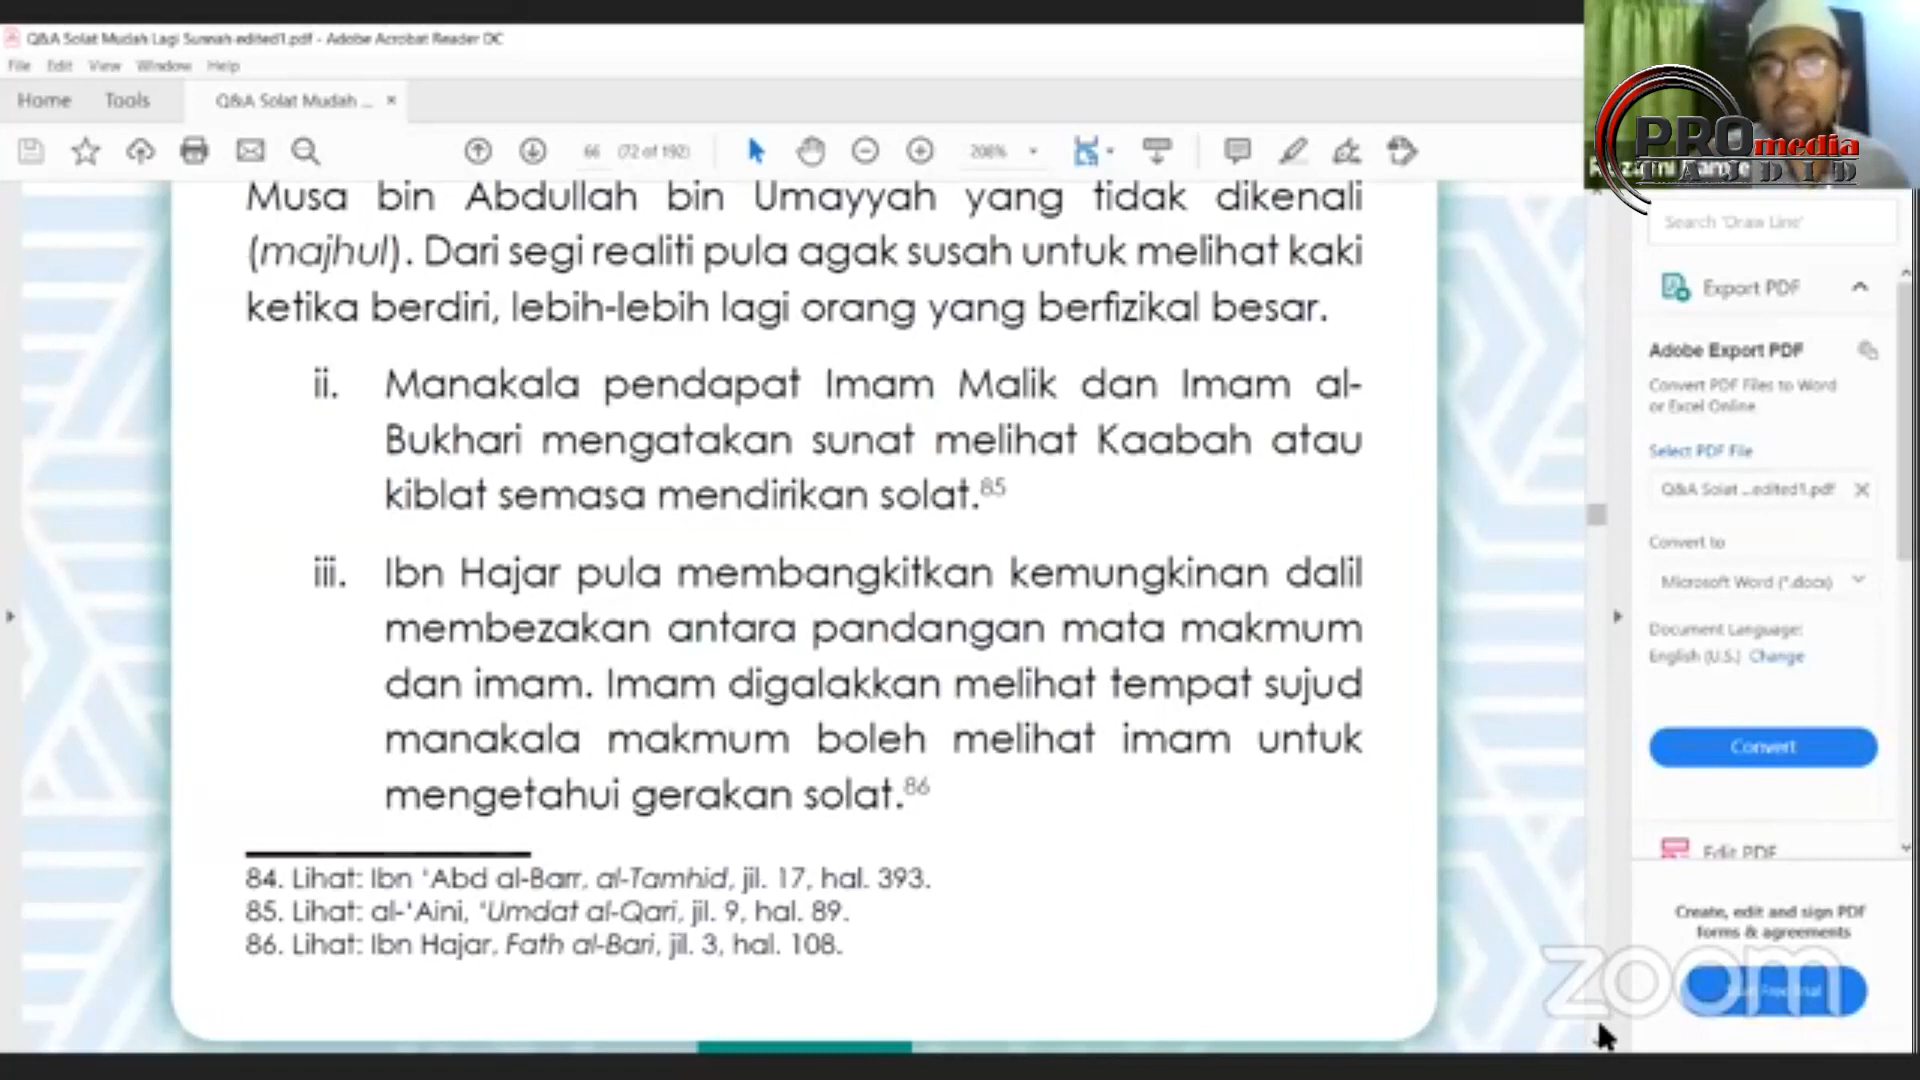 Q&A Solat Mudah Lagi Sunnah-edited1.pdf - Adobe Acrobat Reader DC
File Edit View Window Help
Home Tools Q&A Solat Mudah ... ×
66 (72 of 192) 208%
PROmedia
TAJDID
Musa bin Abdullah bin Umayyah yang tidak dikenali
(majhul). Dari segi realiti pula agak susah untuk melihat kaki
ketika berdiri, lebih-lebih lagi orang yang berfizikal besar.
ii. Manakala pendapat Imam Malik dan Imam al-
Bukhari mengatakan sunat melihat Kaabah atau
kiblat semasa mendirikan solat.85
iii. Ibn Hajar pula membangkitkan kemungkinan dalil
membezakan antara pandangan mata makmum
dan imam. Imam digalakkan melihat tempat sujud
manakala makmum boleh melihat imam untuk
mengetahui gerakan solat.86
84. Lihat: Ibn ‘Abd al-Barr, al-Tamhid, jil. 17, hal. 393.
85. Lihat: al-‘Aini, ‘Umdat al-Qari, jil. 9, hal. 89.
86. Lihat: Ibn Hajar, Fath al-Bari, jil. 3, hal. 108.
Search 'Draw Line'
Export PDF
Adobe Export PDF
Convert PDF Files to Word
or Excel Online
Select PDF File
Q&A Solat ...edited1.pdf
Convert to
Microsoft Word (*.docx)
Document Language:
English (U.S.) Change
Convert
Edit PDF
Create, edit and sign PDF
forms & agreements
Start Free Trial
zoom